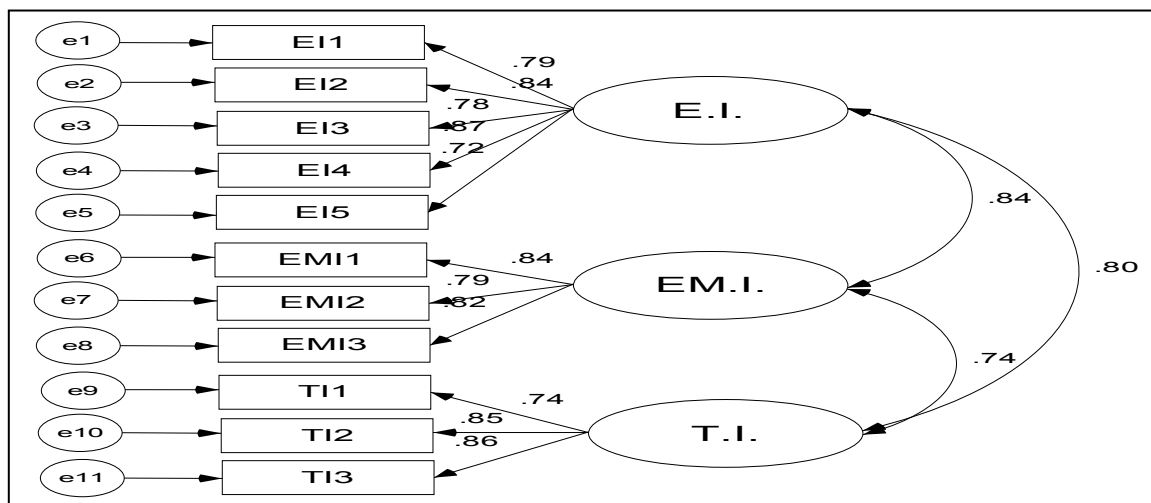 e1 EI1
.79
e2 EI2 .84 E.I.
.78
e3 EI3 .87
.72
e4 EI4
e5 EI5 .84
e6 EMI1 .84
.80
.79
e7 EMI2 .82 EM.I.
e8 EMI3
.74
e9 TI1 .74
.85
e10 TI2 .86 T.I.
e11 TI3